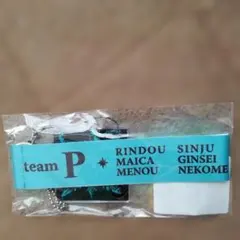 team P
RINDOU SINJU
MAICA GINSEI
MENOU NEKOME